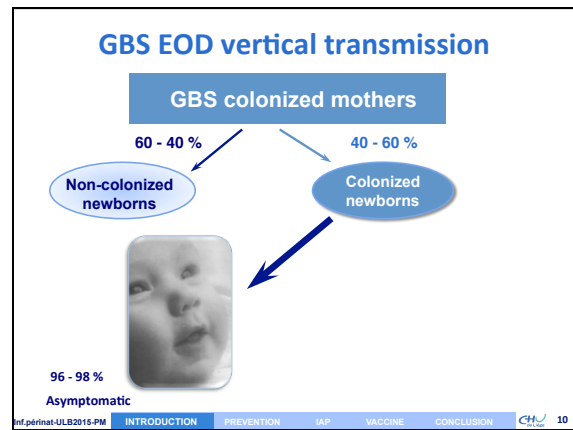 GBS EOD vertical transmission
GBS colonized mothers
60 - 40 %
40 - 60 %
Non-colonized
newborns
Colonized
newborns
96 - 98 %
Asymptomatic
Inf.périnat-ULB2015-PM INTRODUCTION PREVENTION IAP VACCINE CONCLUSION CHU 10